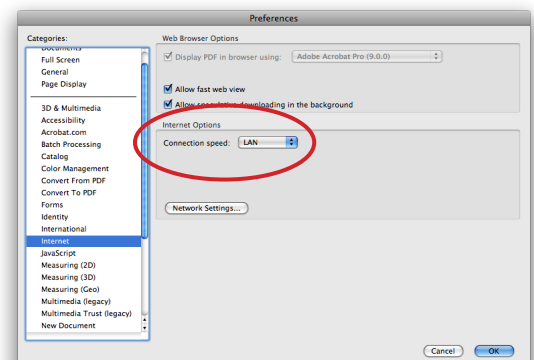 Preferences
Categories:
Documents
Full Screen
General
Page Display
3D & Multimedia
Accessibility
Acrobat.com
Batch Processing
Catalog
Color Management
Convert From PDF
Convert To PDF
Forms
Identity
International
Internet
JavaScript
Measuring (2D)
Measuring (3D)
Measuring (Geo)
Multimedia (legacy)
Multimedia Trust (legacy)
New Document
Web Browser Options
Display PDF in browser using: Adobe Acrobat Pro (9.0.0)
Allow fast web view
Allow speculative downloading in the background
Internet Options
Connection speed: LAN
Network Settings...
Cancel OK